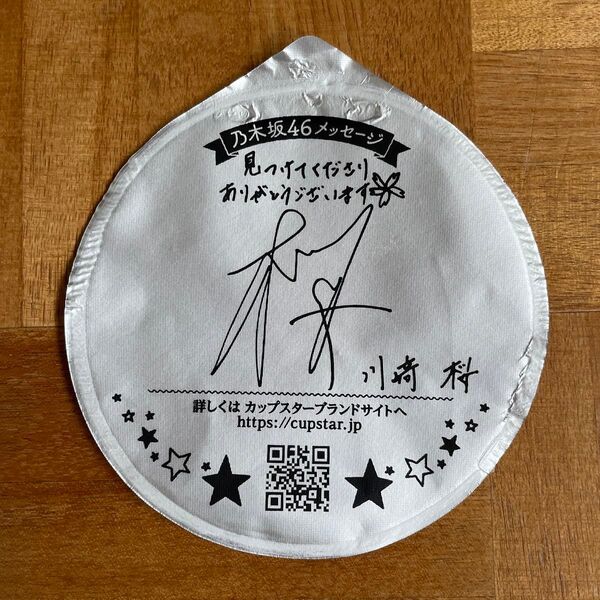 乃木坂46メッセージ
見つけてくださり
ありがとうございます
川﨑 桜
詳しくは カップスターブランドサイトへ
https://cupstar.jp